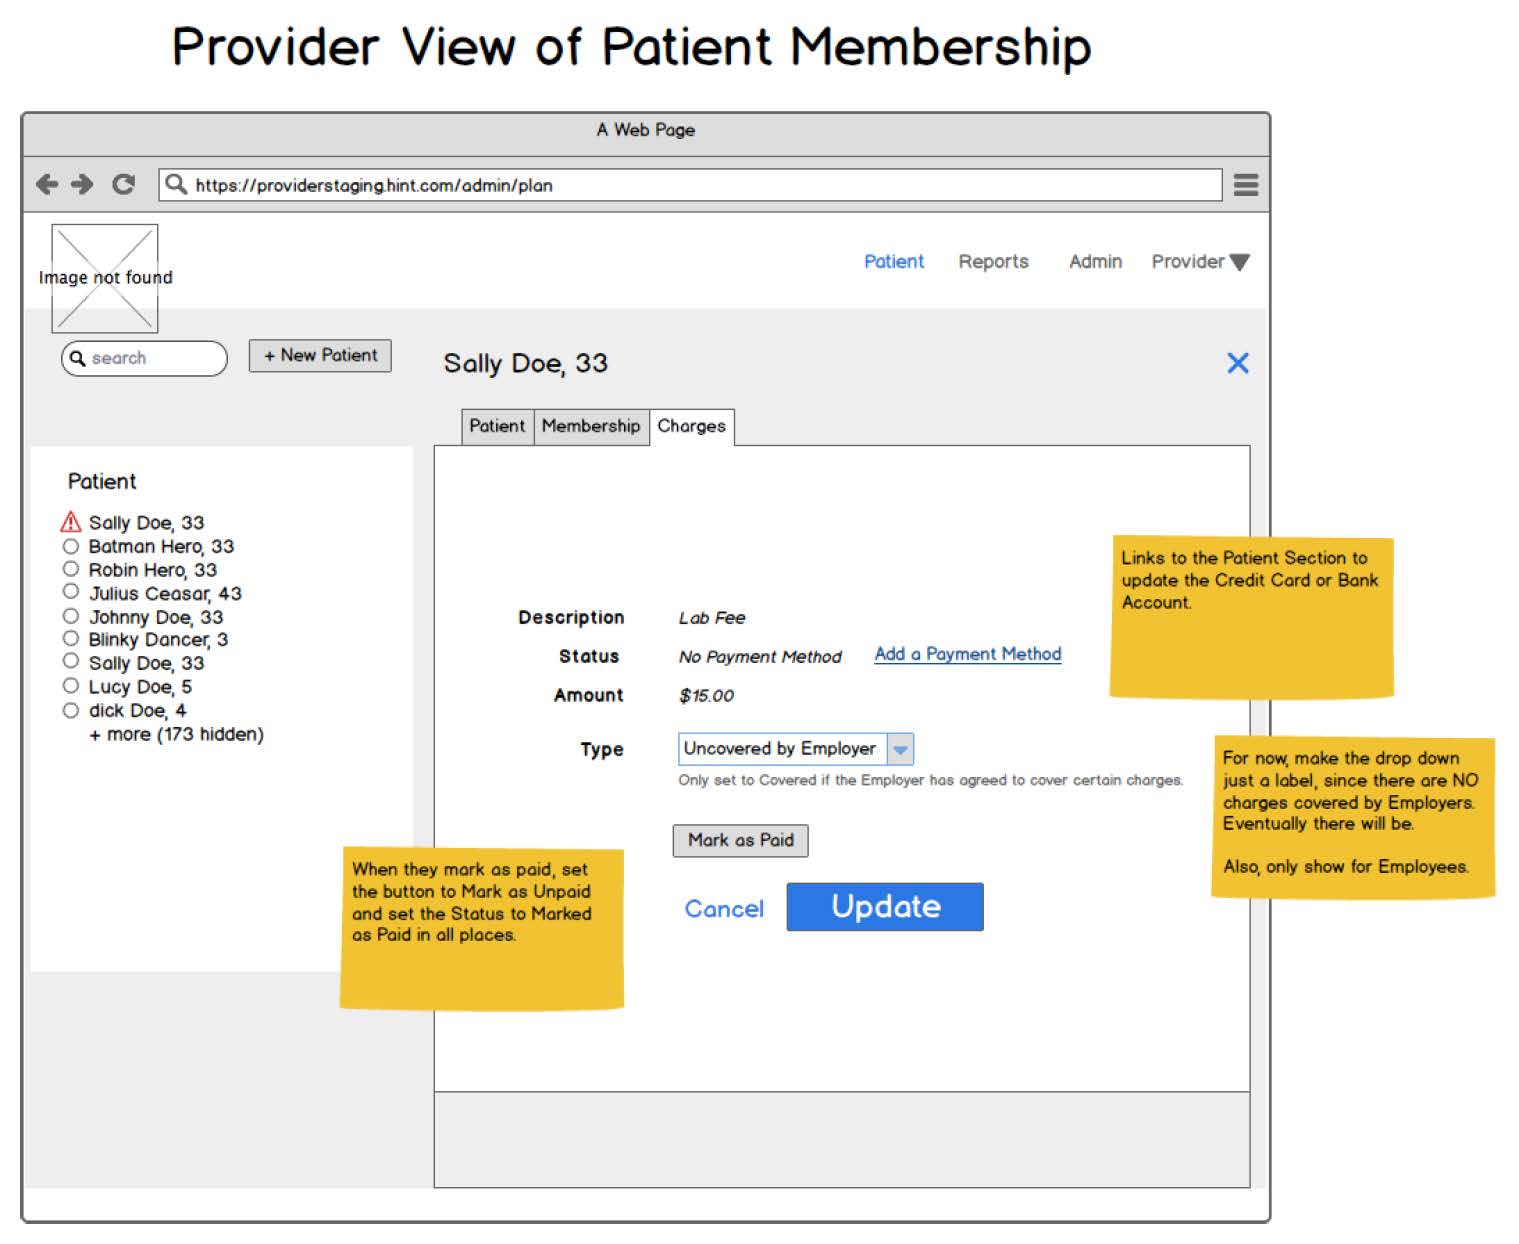 Provider View of Patient Membership
A Web Page
https://providerstaging.hint.com/admin/plan
Image not found
Patient
Reports
Admin
Provider
search
+ New Patient
Sally Doe, 33
Patient
Membership
Charges
Patient
Sally Doe, 33
Batman Hero, 33
Robin Hero, 33
Julius Ceasar, 43
Johnny Doe, 33
Blinky Dancer, 3
Sally Doe, 33
Lucy Doe, 5
dick Doe, 4
+ more (173 hidden)
Description
Lab Fee
Status
No Payment Method
Add a Payment Method
Amount
$15.00
Type
Uncovered by Employer
Only set to Covered if the Employer has agreed to cover certain charges.
Mark as Paid
Cancel
Update
Links to the Patient Section to
update the Credit Card or Bank
Account.
For now, make the drop down
just a label, since there are NO
charges covered by Employers.
Eventually there will be.
Also, only show for Employees.
When they mark as paid, set
the button to Mark as Unpaid
and set the Status to Marked
as Paid in all places.